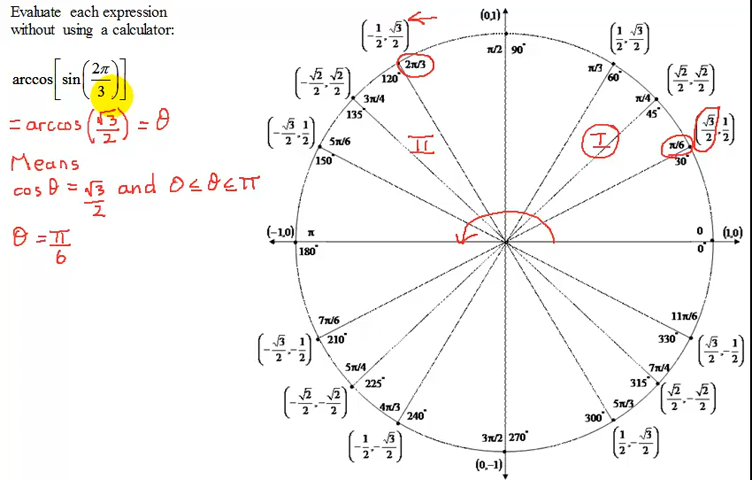 Evaluate each expression
without using a calculator:
arccos[sin(2π/3)]
= arccos(√3/2) = θ
Means
cosθ = √3/2 and 0 ≤ θ ≤ π
θ = π/6
(0,1)
π/2 90°
(-1/2, √3/2)
2π/3
120°
(-√2/2, √2/2)
3π/4
135°
(-√3/2, 1/2)
5π/6
150°
II
(1/2, √3/2)
π/3
60°
(√2/2, √2/2)
π/4
45°
(√3/2, 1/2)
π/6
30°
I
(-1,0) π
180°
0 (1,0)
0°
7π/6
210°
(-√3/2, -1/2)
5π/4
225°
(-√2/2, -√2/2)
4π/3
240°
(-1/2, -√3/2)
3π/2 270°
(0,-1)
11π/6
330°
(√3/2, -1/2)
7π/4
315°
(√2/2, -√2/2)
5π/3
300°
(1/2, -√3/2)